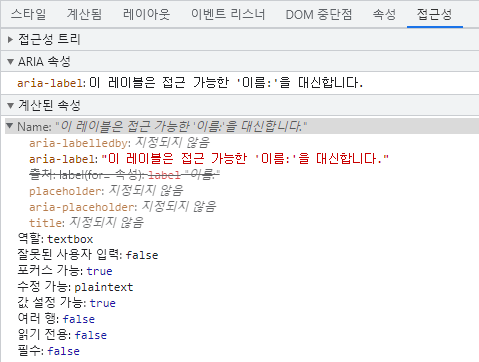 스타일 계산됨 레이아웃 이벤트 리스너 DOM 중단점 속성 접근성
접근성 트리
ARIA 속성
aria-label: 이 레이블은 접근 가능한 '이름:'을 대신합니다.
계산된 속성
Name: "이 레이블은 접근 가능한 '이름:'을 대신합니다."
aria-labelledby: 지정되지 않음
aria-label: "이 레이블은 접근 가능한 '이름:'을 대신합니다."
출처: label(for= 속성): label "이름:"
placeholder: 지정되지 않음
aria-placeholder: 지정되지 않음
title: 지정되지 않음
역할: textbox
잘못된 사용자 입력: false
포커스 가능: true
수정 가능: plaintext
값 설정 가능: true
여러 행: false
읽기 전용: false
필수: false